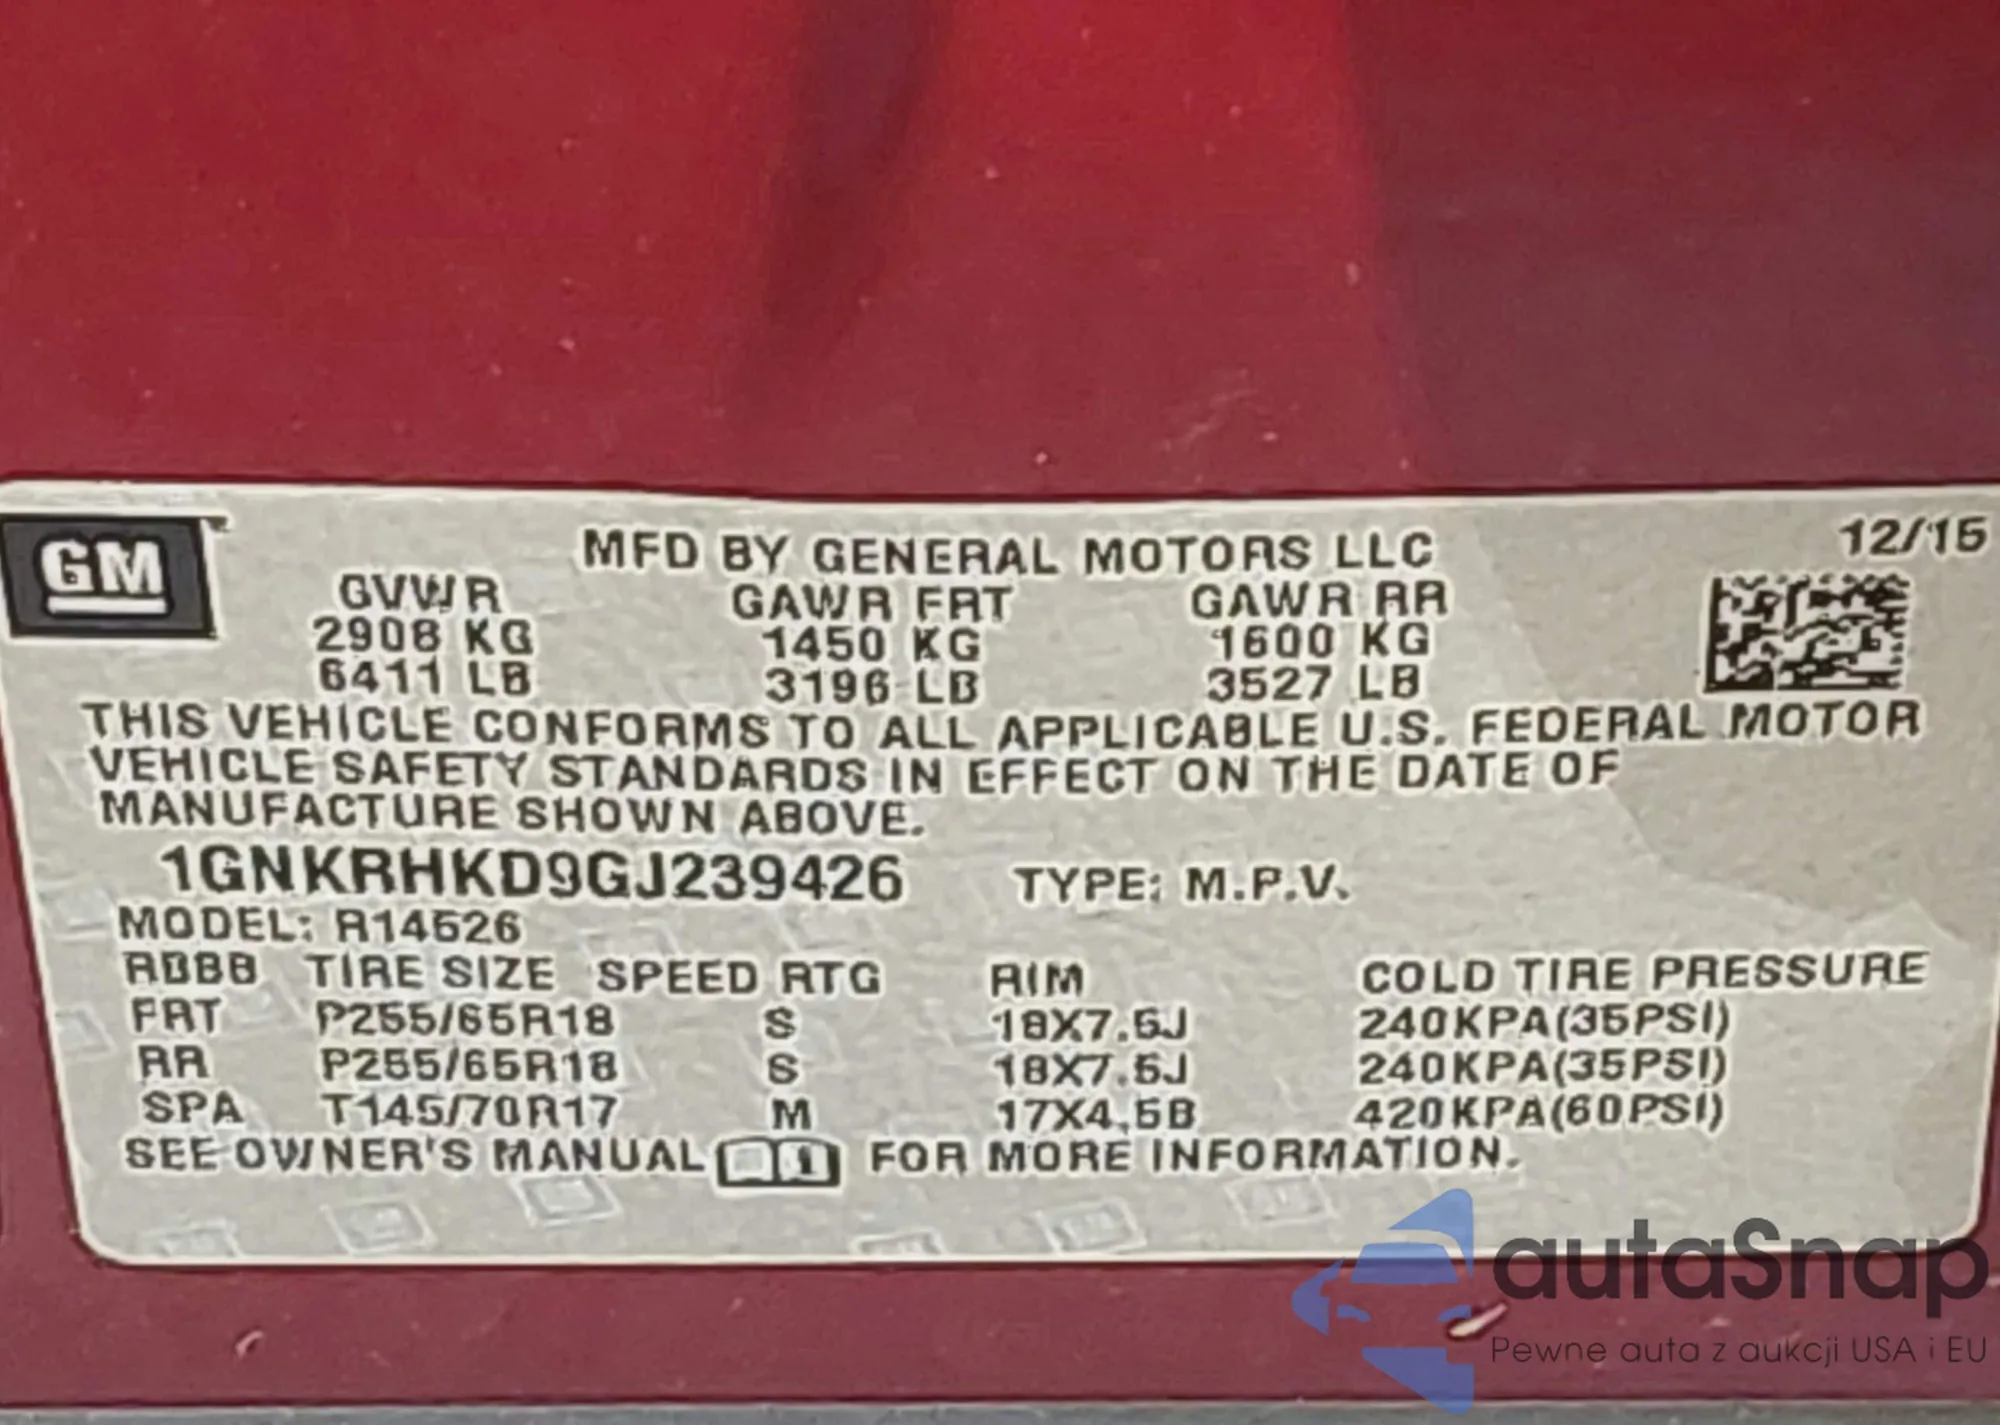 GM
MFD BY GENERAL MOTORS LLC 12/15
GVWR GAWR FRT GAWR RR
2908 KG 1450 KG 1600 KG
6411 LB 3196 LB 3527 LB
THIS VEHICLE CONFORMS TO ALL APPLICABLE U.S. FEDERAL MOTOR
VEHICLE SAFETY STANDARDS IN EFFECT ON THE DATE OF
MANUFACTURE SHOWN ABOVE.
1GNKRHKD9GJ239426 TYPE: M.P.V.
MODEL: R14526
TIRE SIZE SPEED RTG RIM COLD TIRE PRESSURE
FRT P255/65R18 S 18X7.5J 240KPA(35PSI)
RR P255/65R18 S 18X7.5J 240KPA(35PSI)
SPA T145/70R17 M 17X4.5B 420KPA(60PSI)
SEE OWNER'S MANUAL FOR MORE INFORMATION.
autaSnap
Pewne auta z aukcji USA i EU